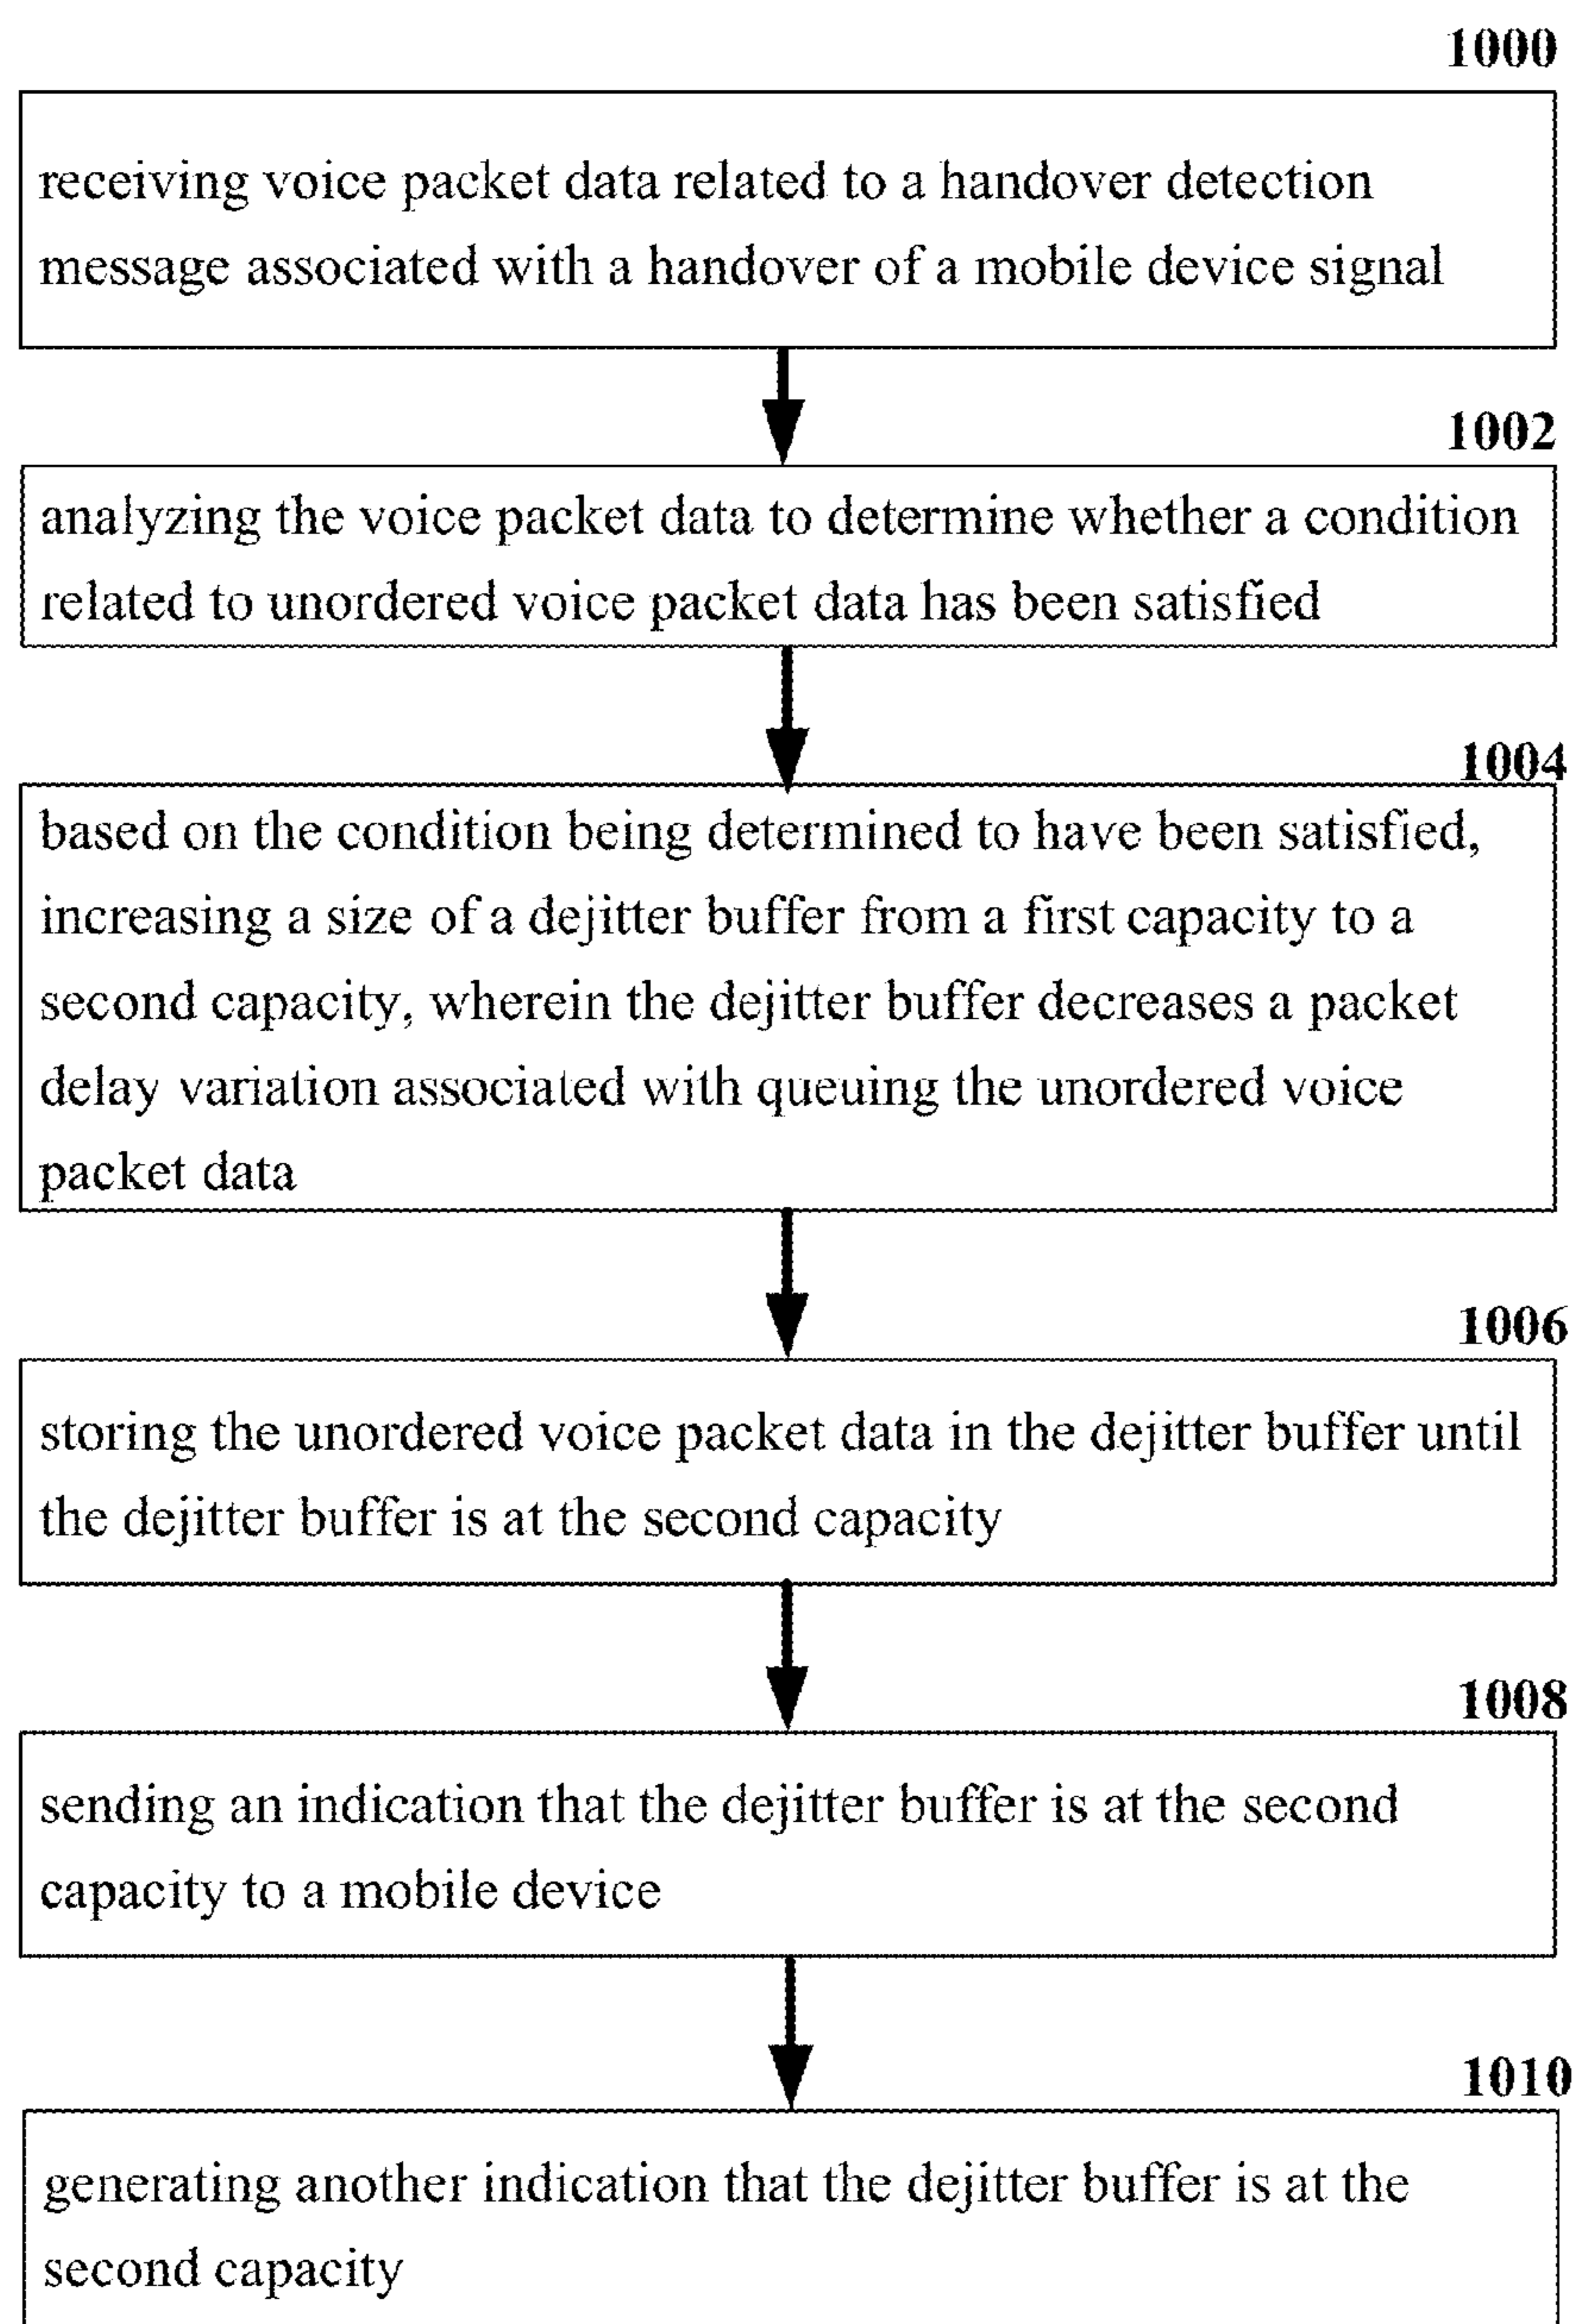 1000
receiving voice packet data related to a handover detection
message associated with a handover of a mobile device signal
1002
analyzing the voice packet data to determine whether a condition
related to unordered voice packet data has been satisfied
1004
based on the condition being determined to have been satisfied,
increasing a size of a dejitter buffer from a first capacity to a
second capacity, wherein the dejitter buffer decreases a packet
delay variation associated with queuing the unordered voice
packet data
1006
storing the unordered voice packet data in the dejitter buffer until
the dejitter buffer is at the second capacity
1008
sending an indication that the dejitter buffer is at the second
capacity to a mobile device
1010
generating another indication that the dejitter buffer is at the
second capacity